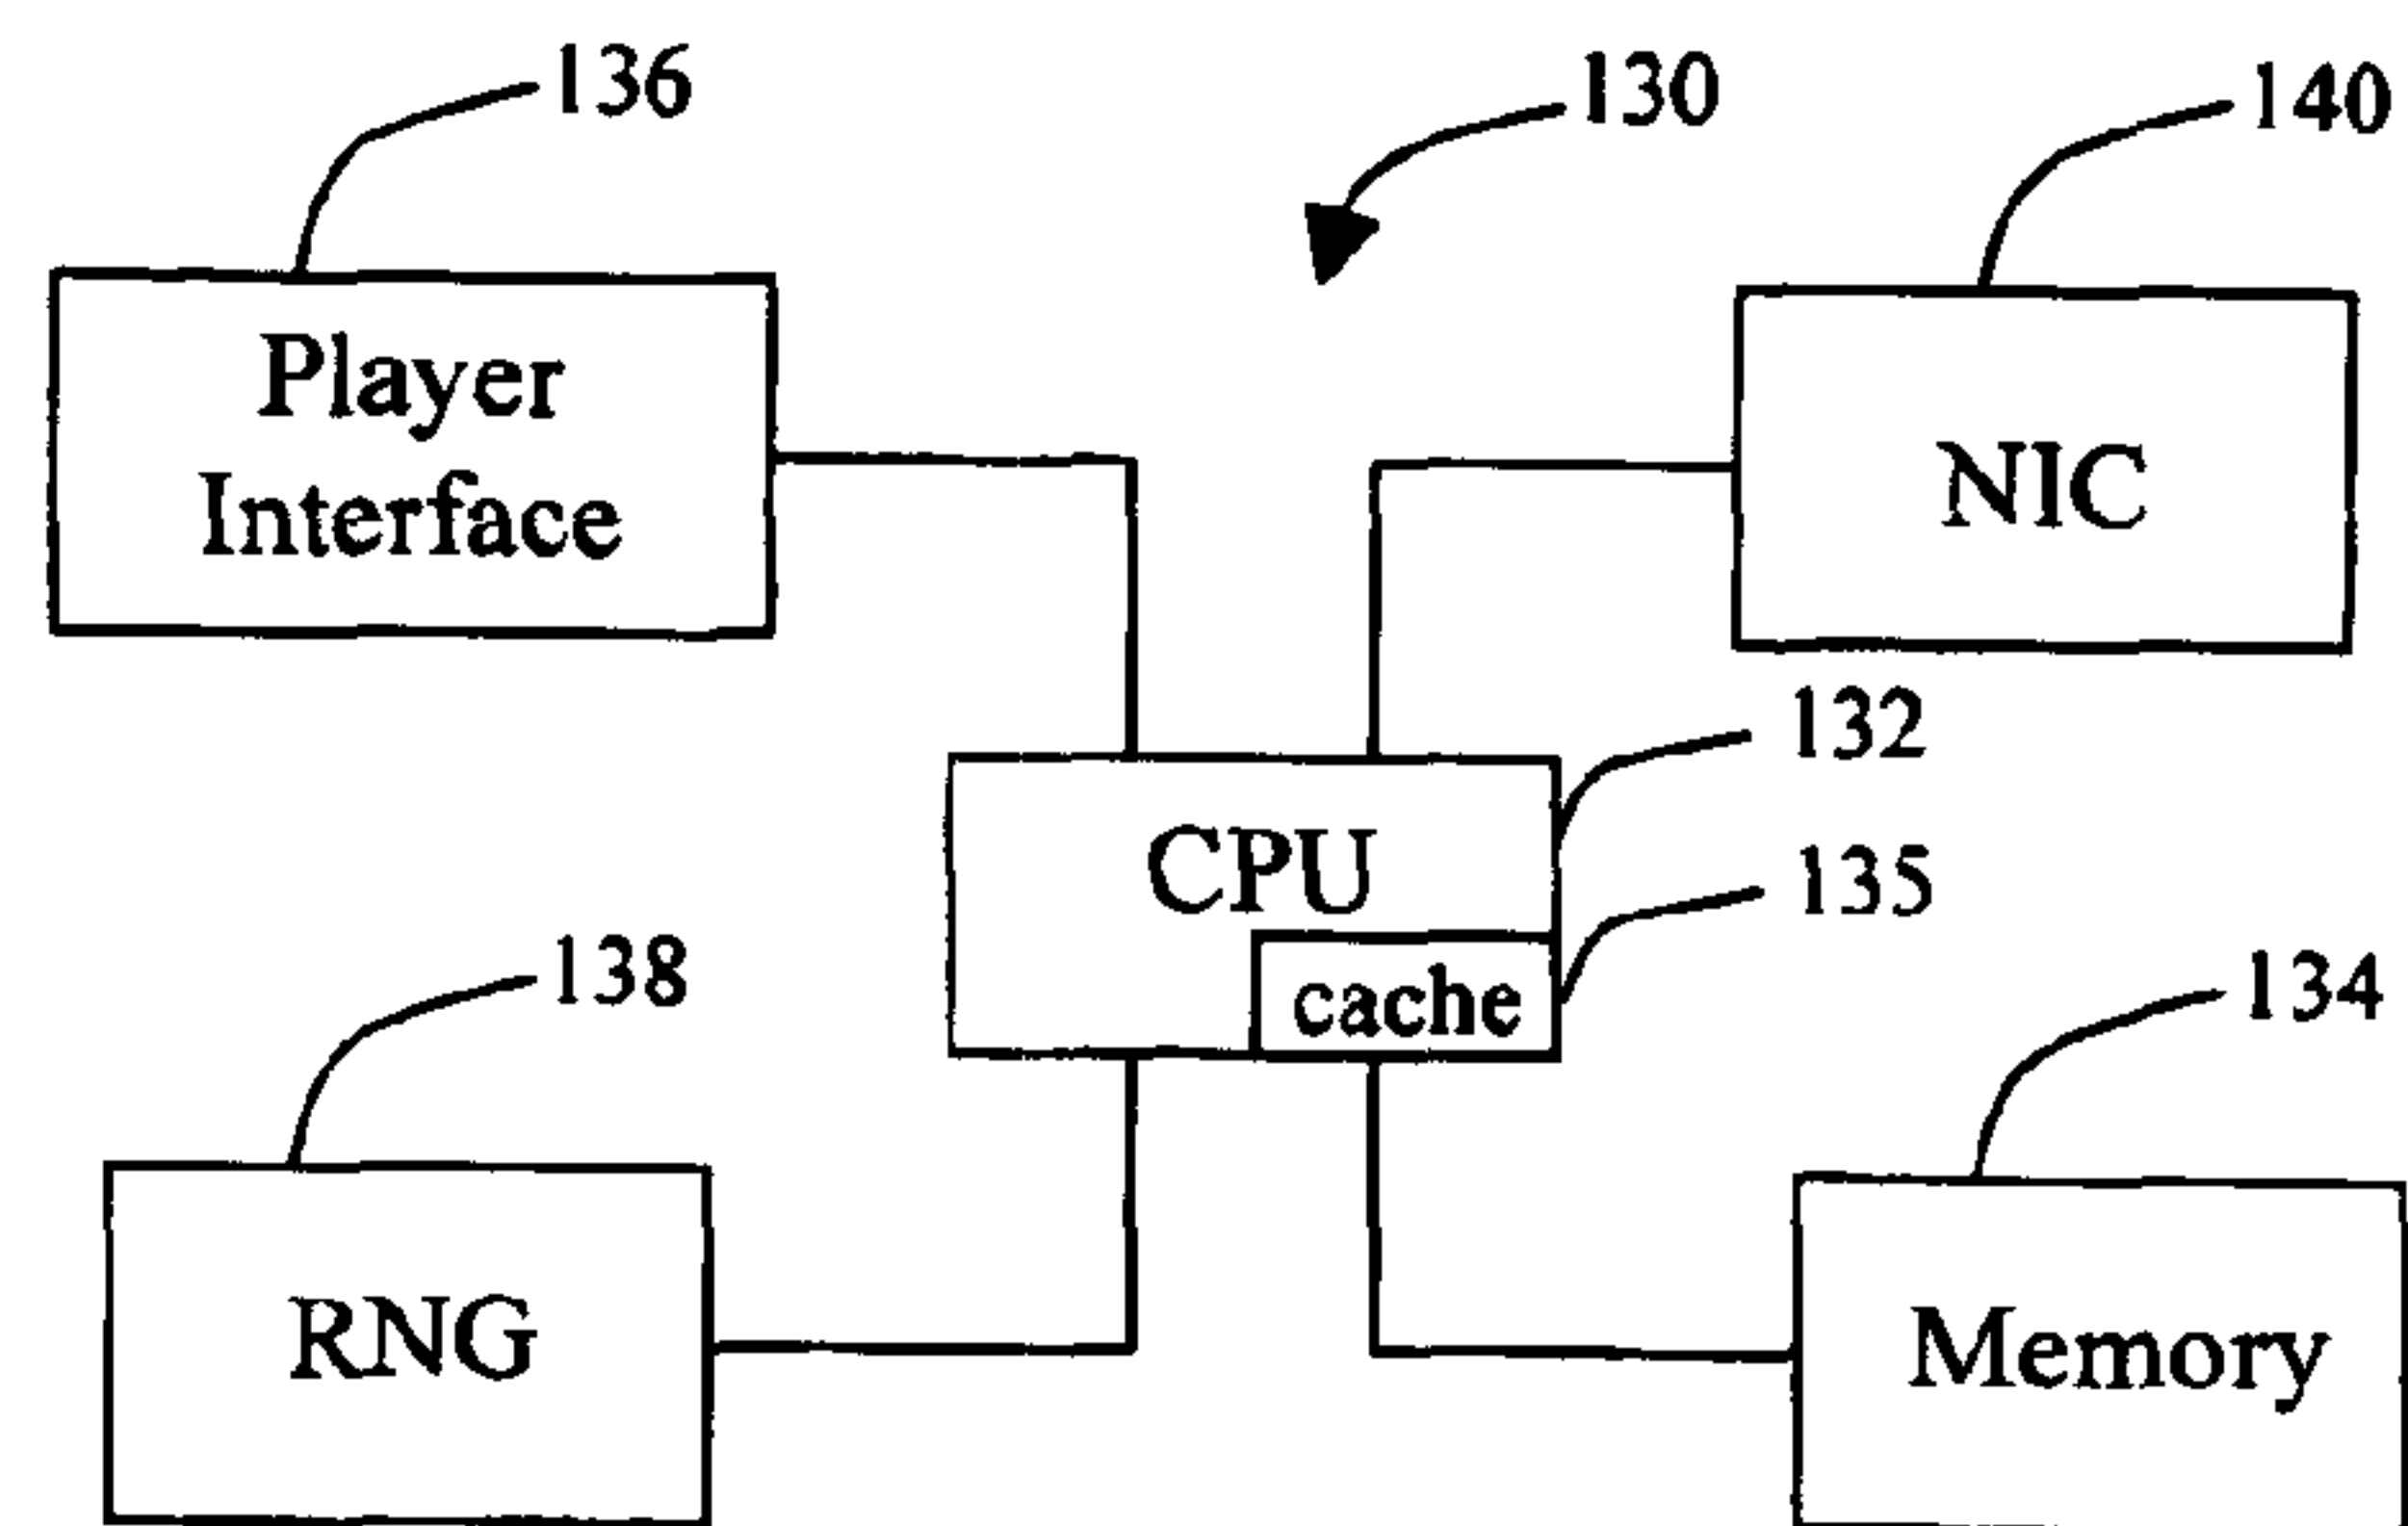 136
130
140
Player
Interface
NIC
132
CPU
135
cache
138
134
RNG
Memory